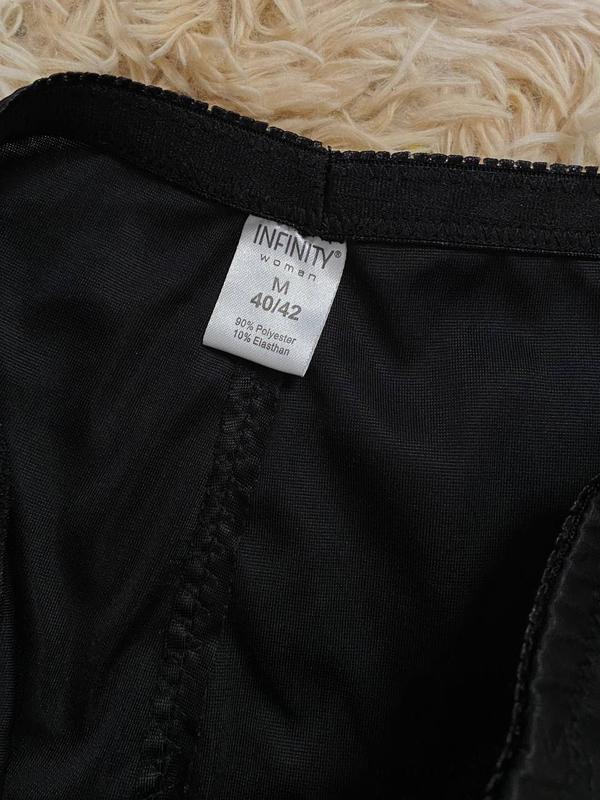 INFINITY®
woman
M
40/42
90% Polyester
10% Elasthan